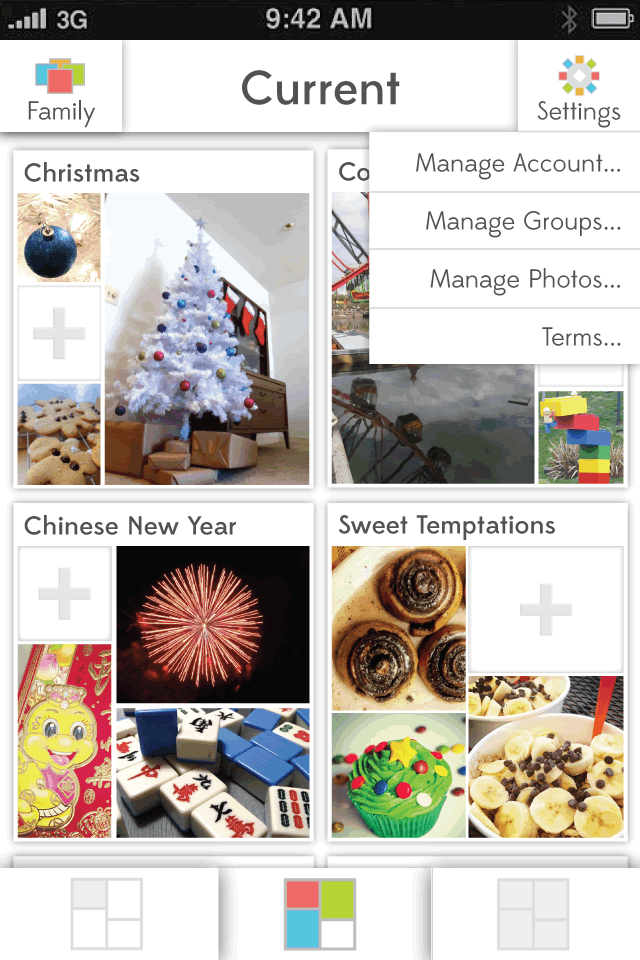 3G 9:42 AM
Family
Current
Settings
Manage Account...
Manage Groups...
Manage Photos...
Terms...
Christmas
Co
Chinese New Year
Sweet Temptations